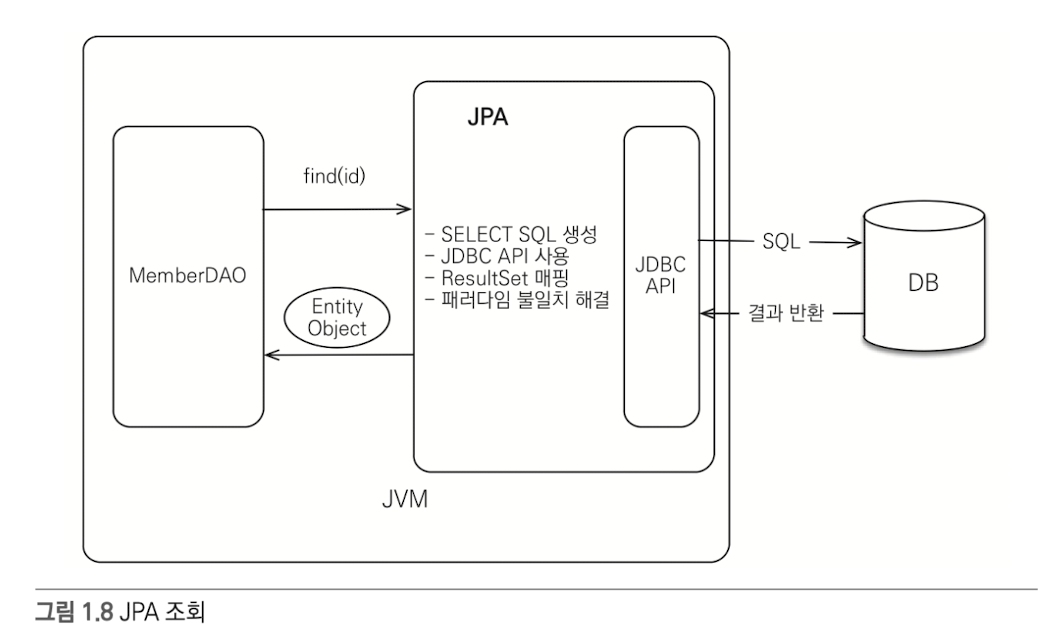 JPA
find(id)
MemberDAO
- SELECT SQL 생성
- JDBC API 사용
- ResultSet 매핑
- 패러다임 불일치 해결
Entity
Object
JDBC
API
SQL
결과 반환
DB
JVM
그림 1.8 JPA 조회